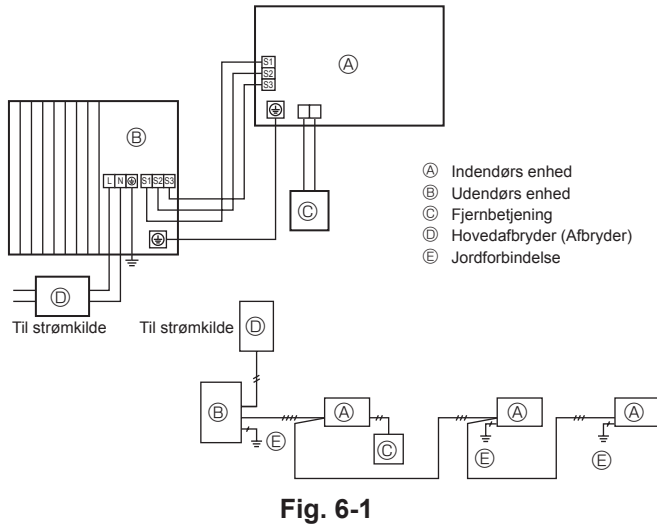 S1
S2
S3
Ⓐ
Ⓑ
L N S1 S2 S3
Ⓒ
Ⓓ
Til strømkilde
Ⓐ Indendørs enhed
Ⓑ Udendørs enhed
Ⓒ Fjernbetjening
Ⓓ Hovedafbryder (Afbryder)
Ⓔ Jordforbindelse
Til strømkilde Ⓓ
Ⓑ Ⓐ Ⓐ Ⓐ
Ⓔ Ⓒ Ⓔ Ⓔ
Fig. 6-1